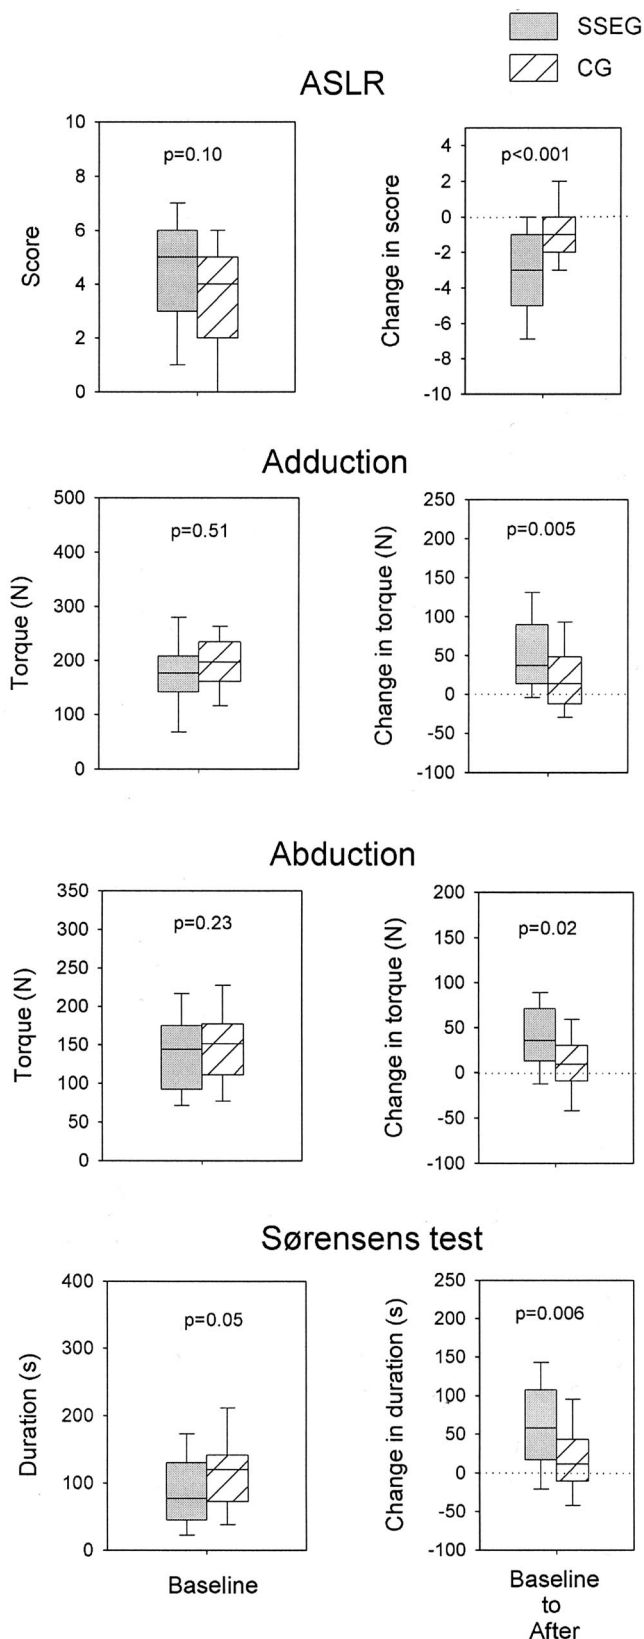 SSEG
CG
ASLR
10
8
6
4
2
0
Score
p=0.10
4
2
0
-2
-4
-6
-8
-10
Change in score
p<0.001
Adduction
500
400
300
200
100
0
Torque (N)
p=0.51
250
200
150
100
50
0
-50
-100
Change in torque (N)
p=0.005
Abduction
350
300
250
200
150
100
50
0
Torque (N)
p=0.23
200
150
100
50
0
-50
-100
Change in torque (N)
p=0.02
Sørensens test
400
300
200
100
0
Duration (s)
p=0.05
Baseline
250
200
150
100
50
0
-50
-100
Change in duration (s)
p=0.006
Baseline
to
After